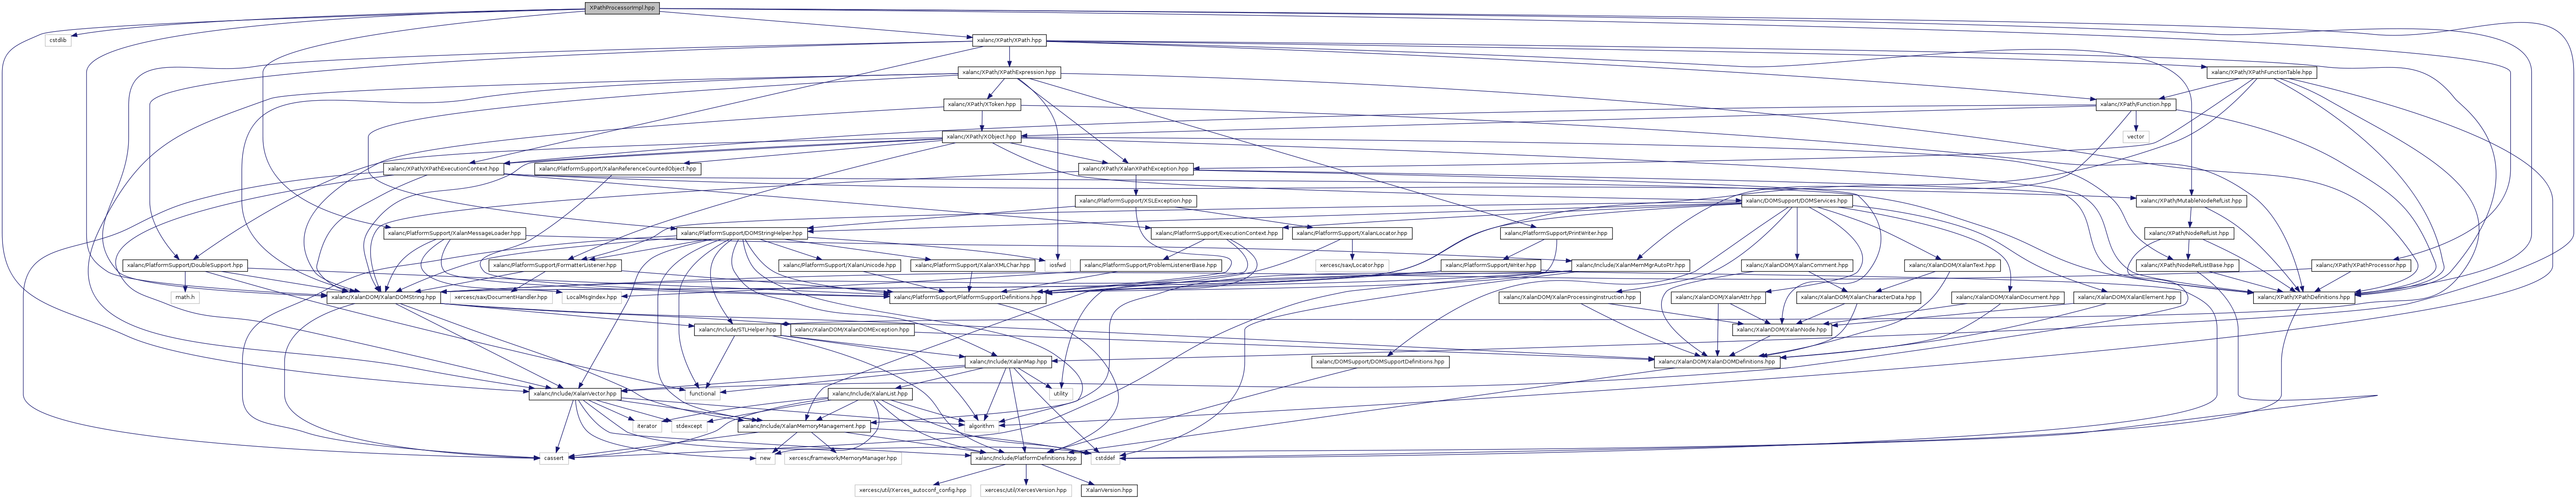 XPathProcessorImpl.hpp
cstdlib
xalanc/XPath/XPath.hpp
xalanc/XPath/XPathExpression.hpp
xalanc/XPath/XPathFunctionTable.hpp
xalanc/XPath/XToken.hpp
xalanc/XPath/Function.hpp
xalanc/XPath/XObject.hpp
vector
xalanc/XPath/XPathExecutionContext.hpp
xalanc/PlatformSupport/XalanReferenceCountedObject.hpp
xalanc/XPath/XalanXPathException.hpp
xalanc/PlatformSupport/XSLException.hpp
xalanc/DOMSupport/DOMServices.hpp
xalanc/XPath/MutableNodeRefList.hpp
xalanc/PlatformSupport/XalanMessageLoader.hpp
xalanc/PlatformSupport/DOMStringHelper.hpp
xalanc/PlatformSupport/ExecutionContext.hpp
xalanc/PlatformSupport/XalanLocator.hpp
xalanc/PlatformSupport/PrintWriter.hpp
xalanc/XPath/NodeRefList.hpp
xalanc/PlatformSupport/DoubleSupport.hpp
xalanc/PlatformSupport/FormatterListener.hpp
xalanc/PlatformSupport/XalanUnicode.hpp
xalanc/PlatformSupport/XalanXMLChar.hpp
iosfwd
xalanc/PlatformSupport/ProblemListenerBase.hpp
xercesc/sax/Locator.hpp
xalanc/PlatformSupport/Writer.hpp
xalanc/Include/XalanMemMgrAutoPtr.hpp
xalanc/XalanDOM/XalanComment.hpp
xalanc/XalanDOM/XalanText.hpp
xalanc/XPath/NodeRefListBase.hpp
xalanc/XPath/XPathProcessor.hpp
math.h
xalanc/XalanDOM/XalanDOMString.hpp
xercesc/sax/DocumentHandler.hpp
LocalMsgIndex.hpp
xalanc/PlatformSupport/PlatformSupportDefinitions.hpp
xalanc/XalanDOM/XalanProcessingInstruction.hpp
xalanc/XalanDOM/XalanAttr.hpp
xalanc/XalanDOM/XalanCharacterData.hpp
xalanc/XalanDOM/XalanDocument.hpp
xalanc/XalanDOM/XalanElement.hpp
xalanc/XPath/XPathDefinitions.hpp
xalanc/Include/STLHelper.hpp
xalanc/XalanDOM/XalanDOMException.hpp
xalanc/XalanDOM/XalanNode.hpp
xalanc/Include/XalanMap.hpp
xalanc/DOMSupport/DOMSupportDefinitions.hpp
xalanc/XalanDOM/XalanDOMDefinitions.hpp
xalanc/Include/XalanVector.hpp
functional
xalanc/Include/XalanList.hpp
utility
iterator
stdexcept
xalanc/Include/XalanMemoryManagement.hpp
algorithm
cassert
new
xercesc/framework/MemoryManager.hpp
xalanc/Include/PlatformDefinitions.hpp
cstddef
xercesc/util/Xerces_autoconf_config.hpp
xercesc/util/XercesVersion.hpp
XalanVersion.hpp